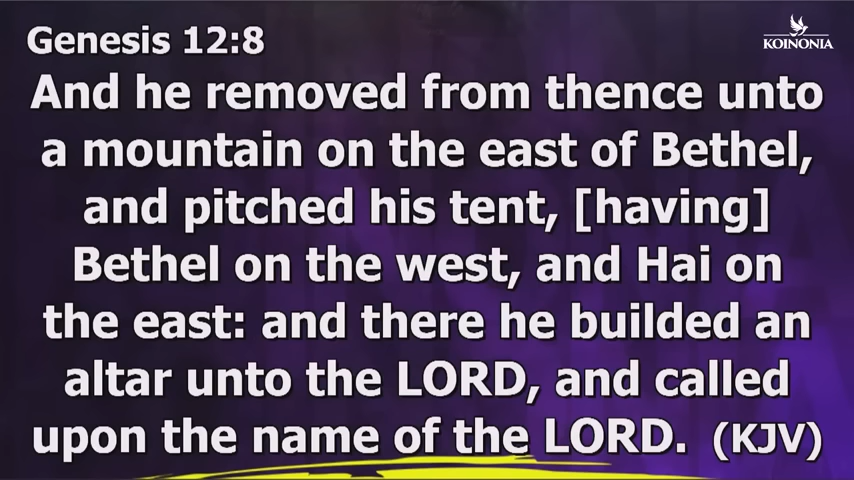 Genesis 12:8
KOINONIA
And he removed from thence unto
a mountain on the east of Bethel,
and pitched his tent, [having]
Bethel on the west, and Hai on
the east: and there he builded an
altar unto the LORD, and called
upon the name of the LORD. (KJV)